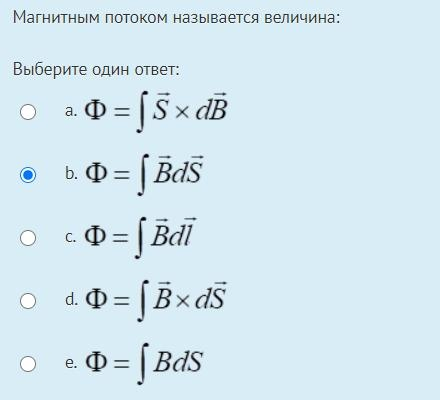 Магнитным потоком называется величина:
Выберите один ответ:
a. Φ = ∫ S⃗ × dB⃗
b. Φ = ∫ B⃗dS⃗
c. Φ = ∫ B⃗dl⃗
d. Φ = ∫ B⃗ × dS⃗
e. Φ = ∫ BdS